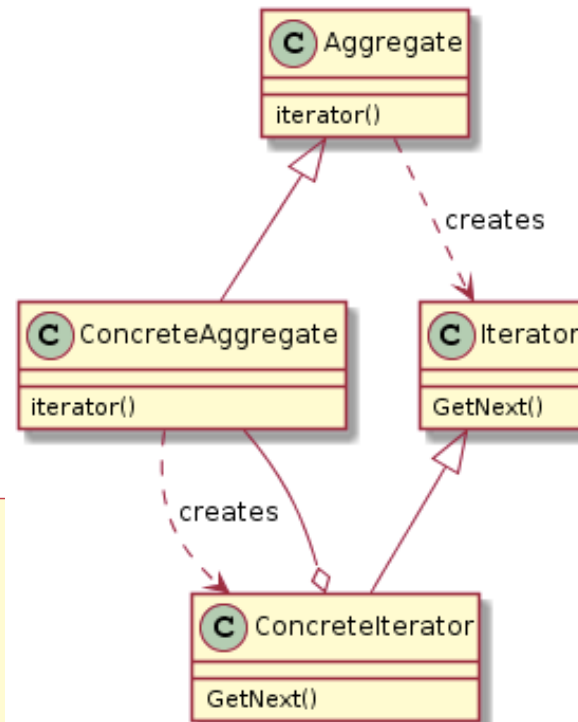 C Aggregate
iterator()
creates
C ConcreteAggregate
iterator()
C Iterator
GetNext()
creates
C ConcreteIterator
GetNext()